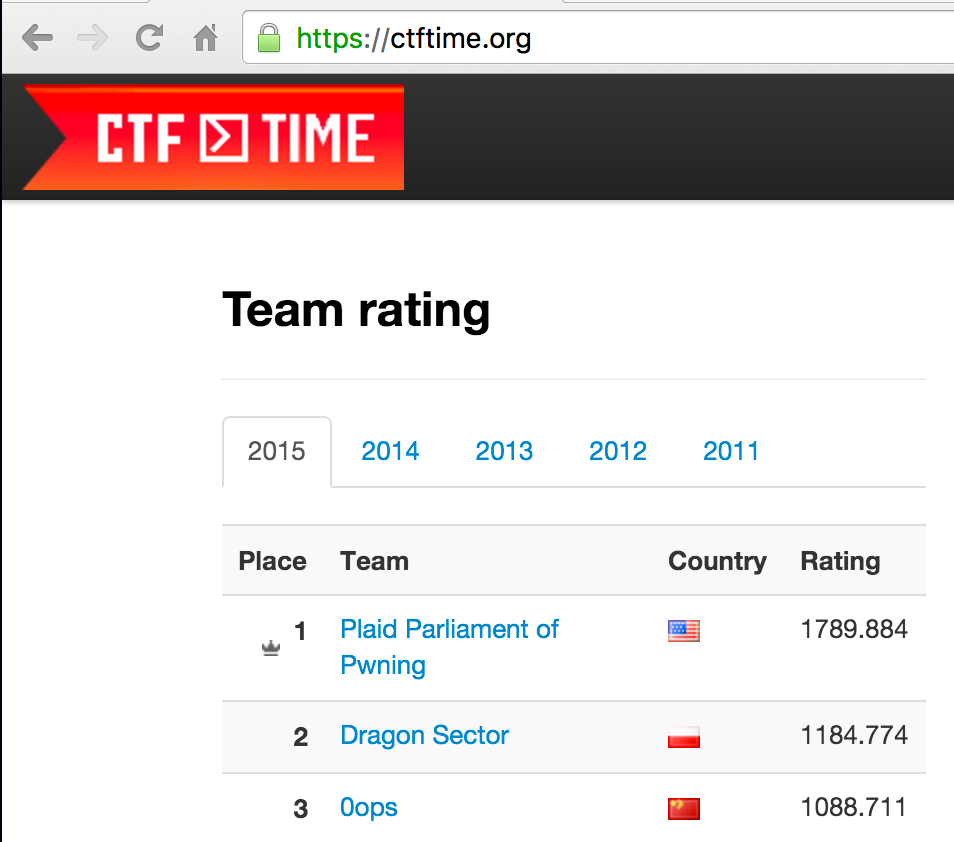 https://ctftime.org
CTF TIME
Team rating
2015 2014 2013 2012 2011
Place Team Country Rating
1 Plaid Parliament of 1789.884
Pwning
2 Dragon Sector 1184.774
3 0ops 1088.711